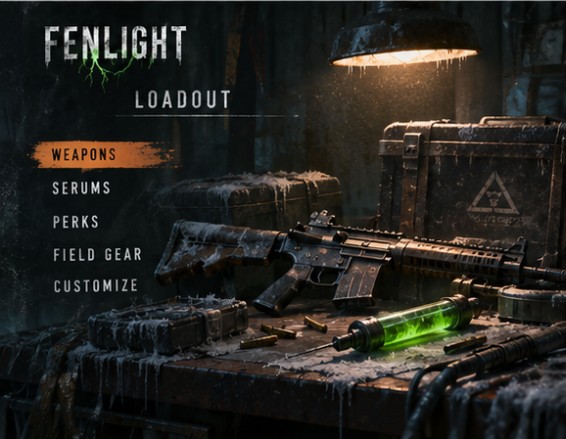 FENLIGHT
LOADOUT
WEAPONS
SERUMS
PERKS
FIELD GEAR
CUSTOMIZE